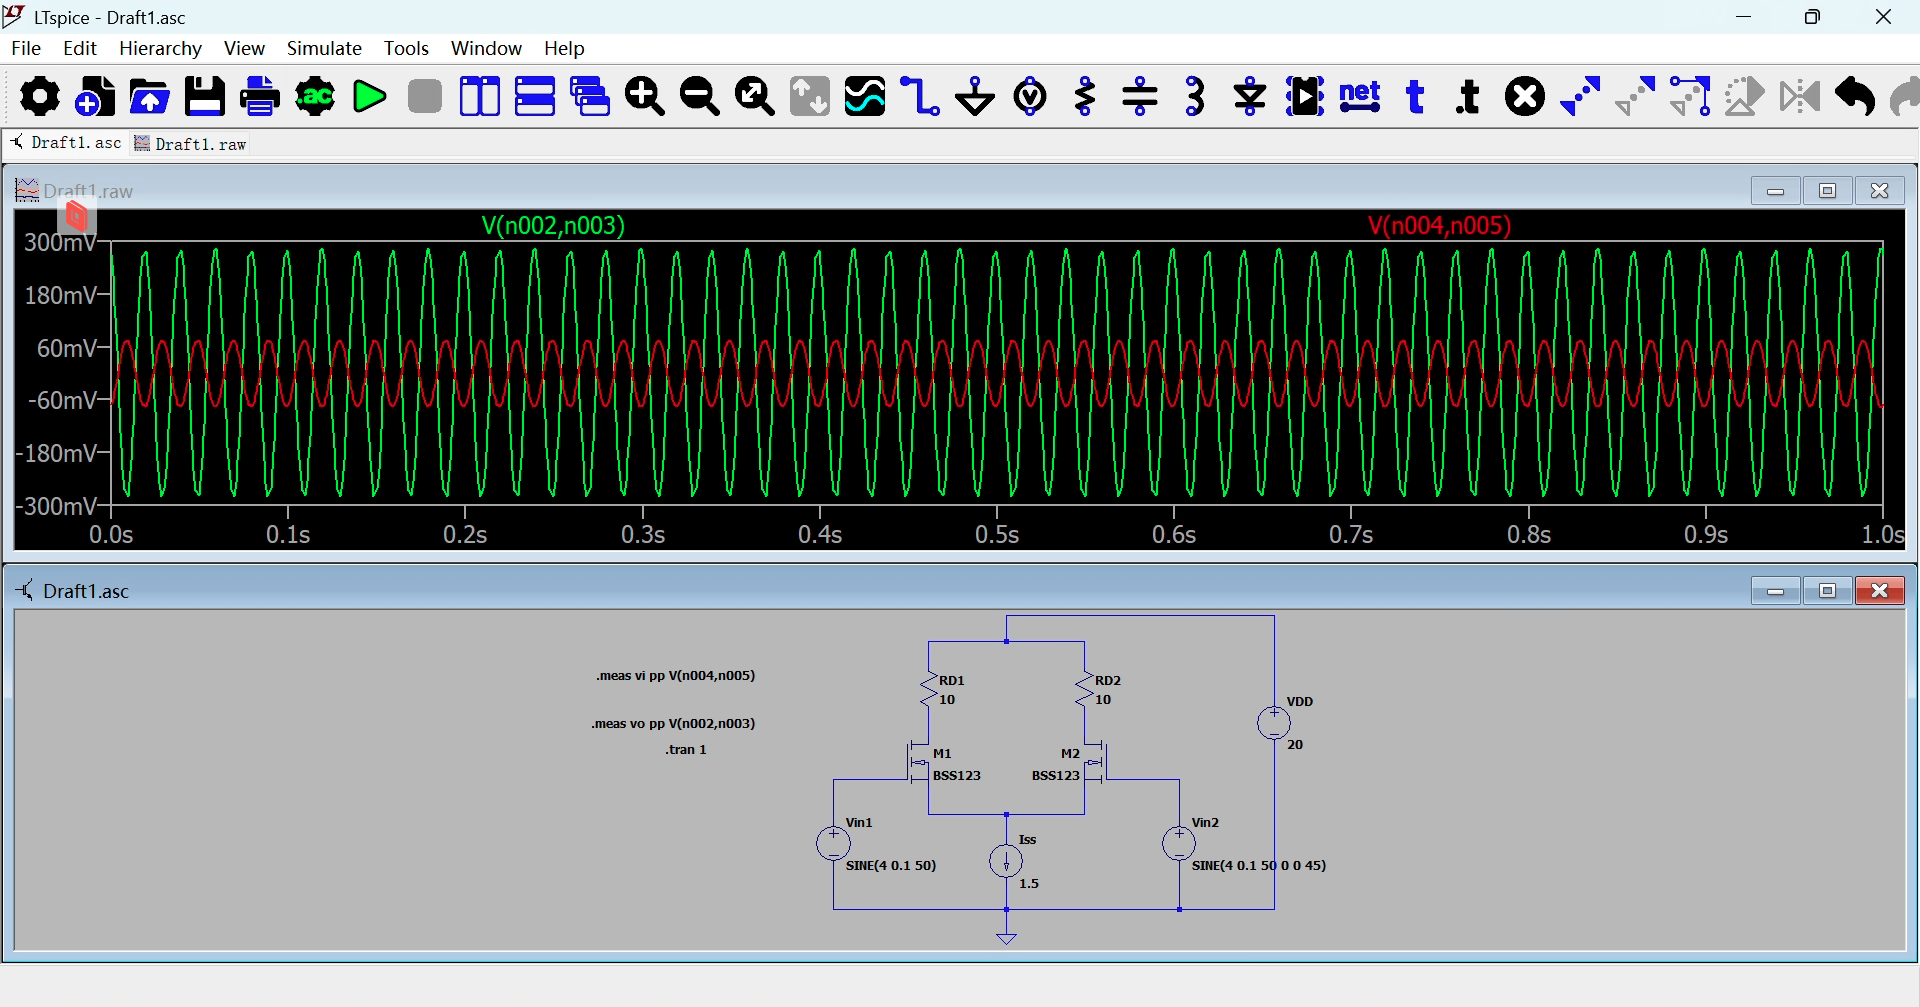 LTspice - Draft1.asc
File Edit Hierarchy View Simulate Tools Window Help
.ac net t .t
Draft1.asc Draft1.raw
Draft1.raw
V(n002,n003) V(n004,n005)
300mV
180mV
60mV
-60mV
-180mV
-300mV
0.0s 0.1s 0.2s 0.3s 0.4s 0.5s 0.6s 0.7s 0.8s 0.9s 1.0s
Draft1.asc
.meas vi pp V(n004,n005)
RD1
10
RD2
10
VDD
20
.meas vo pp V(n002,n003)
.tran 1
M1
BSS123
M2
BSS123
Vin1
SINE(4 0.1 50)
Iss
1.5
Vin2
SINE(4 0.1 50 0 0 45)